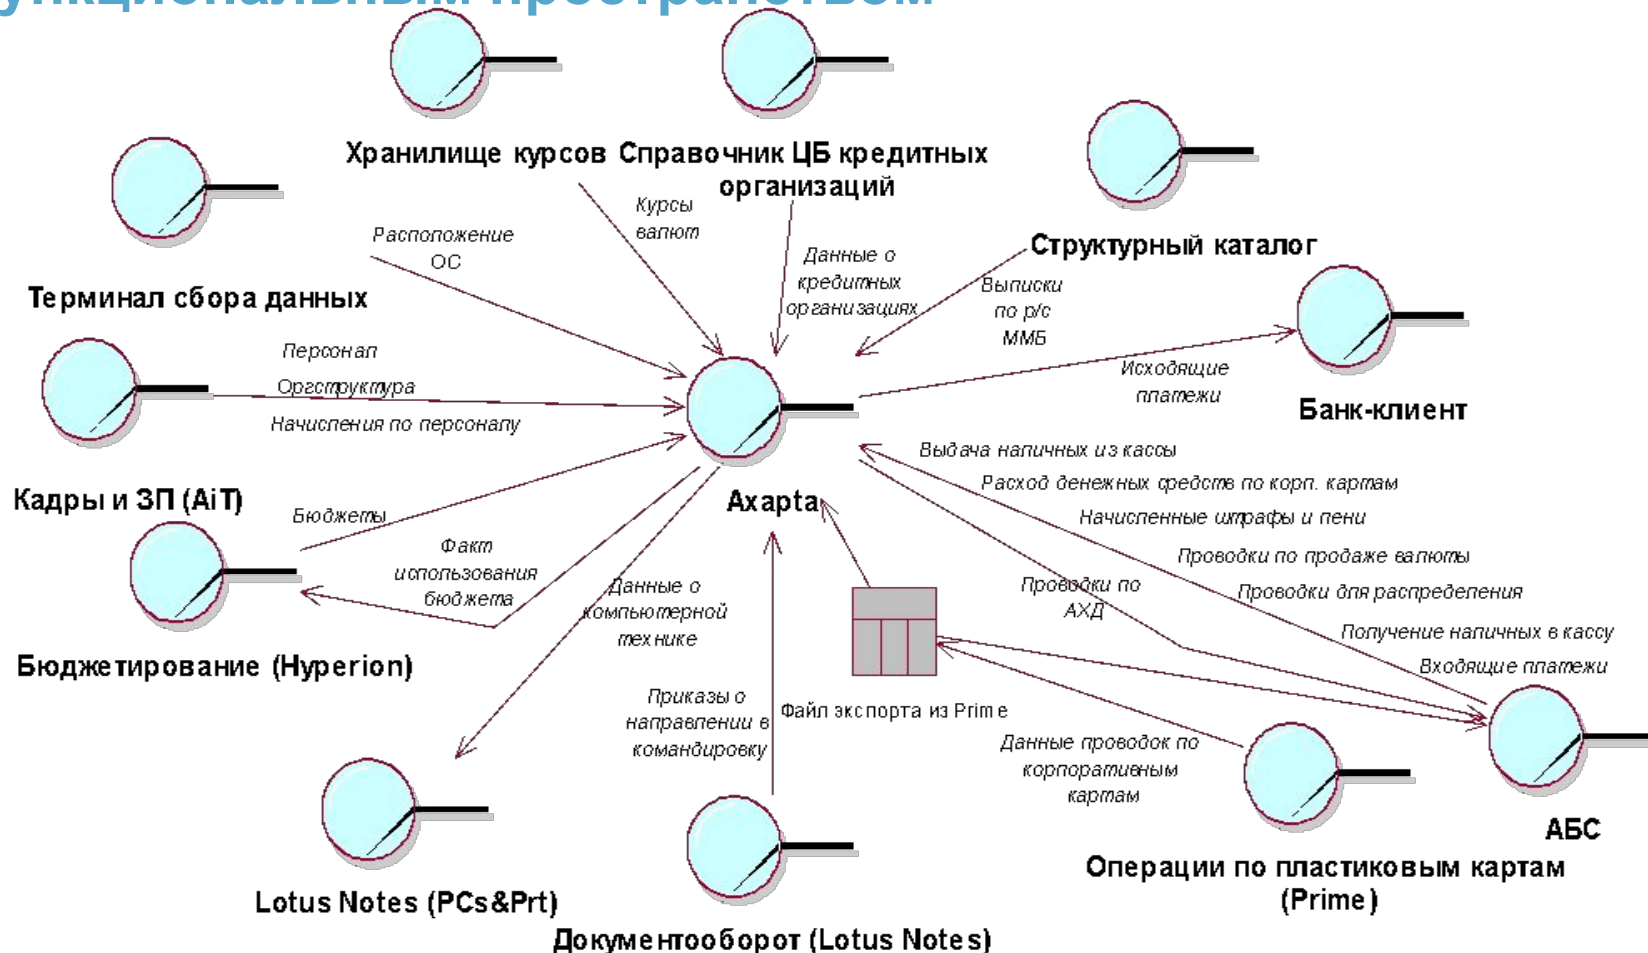 ункциональным пространством
Хранилище курсов
Справочник ЦБ кредитных
организаций
Структурный каталог
Терминал сбора данных
Расположение
ОС
Курсы
валют
Данные о
кредитных
организациях
Выписки
по р/с
ММБ
Исходящие
платежи
Банк-клиент
Персонал
Оргструктура
Начисления по персоналу
Кадры и ЗП (AiT)
Axapta
Бюджеты
Факт
использования
бюджета
Бюджетирование (Hyperion)
Данные о
компьютерной
технике
Выдача наличных из кассы
Расход денежных средств по корп. картам
Начисленные штрафы и пени
Проводки по продаже валюты
Проводки для распределения
Получение наличных в кассу
Входящие платежи
Проводки по
АХД
Приказы о
направлении в
командировку
Файл экспорта из Prime
Данные проводок по
корпоративным
картам
АБС
Операции по пластиковым картам
(Prime)
Lotus Notes (PCs&Prt)
Документооборот (Lotus Notes)